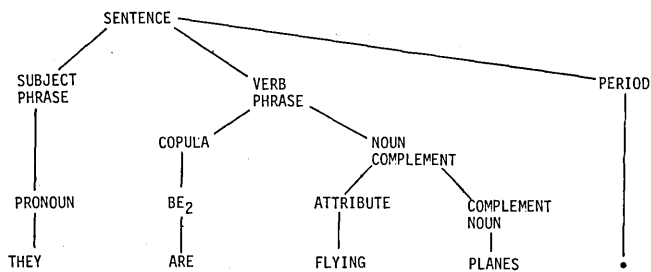 SENTENCE
SUBJECT
PHRASE
VERB
PHRASE
PERIOD
COPULA
NOUN
COMPLEMENT
PRONOUN
BE2
ATTRIBUTE
COMPLEMENT
NOUN
THEY
ARE
FLYING
PLANES
.